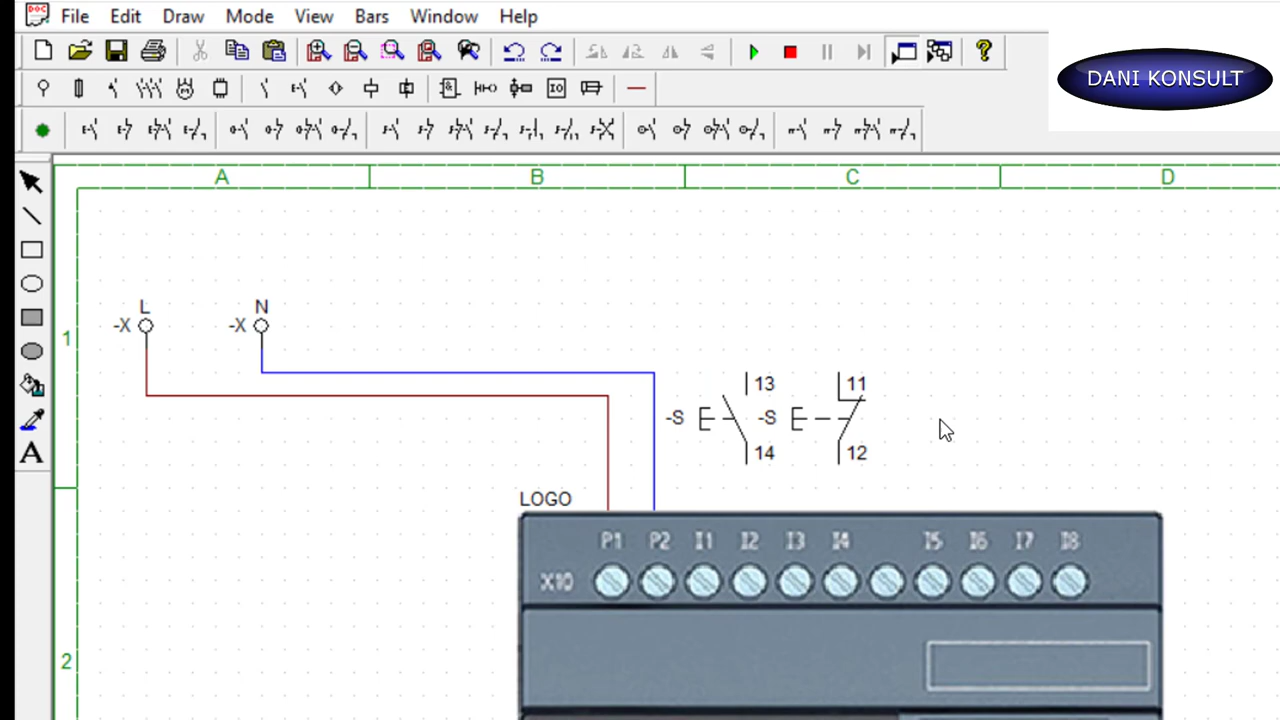 File Edit Draw Mode View Bars Window Help
DANI KONSULT
A B C D
1
L N
-X -X
13 11
-S -S
14 12
LOGO
P1 P2 I1 I2 I3 I4 I5 I6 I7 I8
X10
2
A